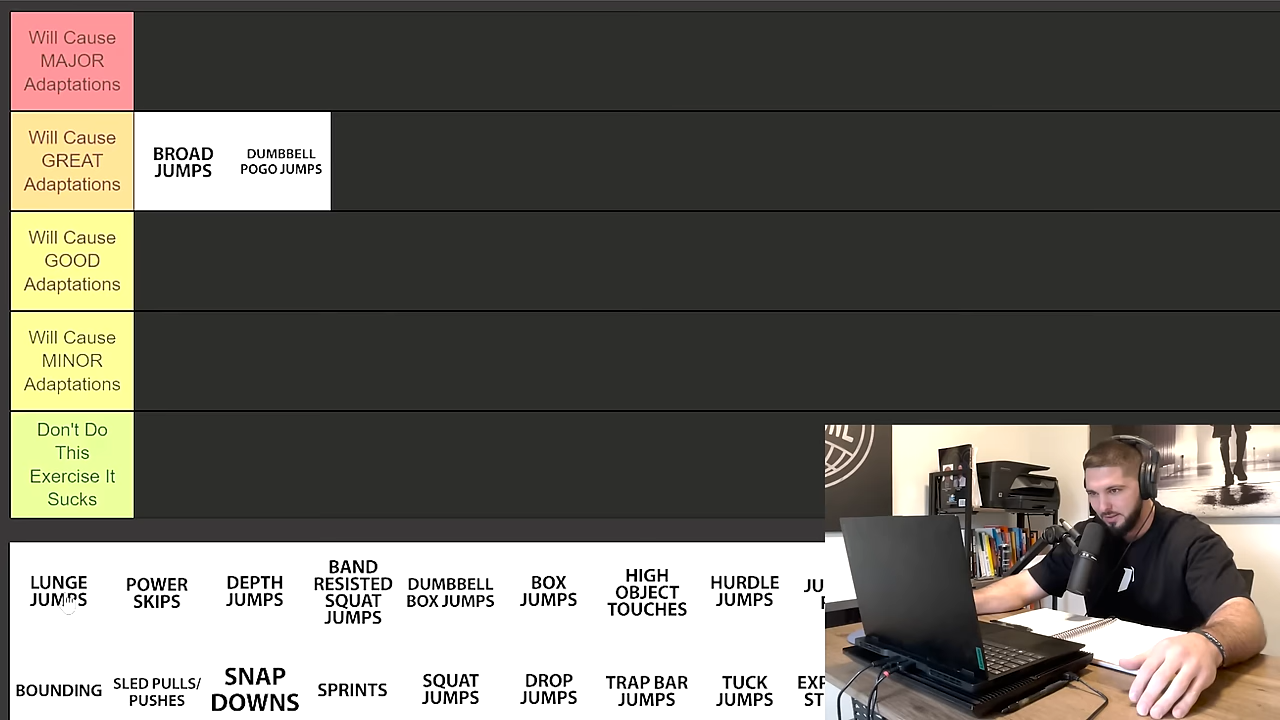 Will Cause
MAJOR
Adaptations
Will Cause
GREAT
Adaptations
BROAD
JUMPS
DUMBBELL
POGO JUMPS
Will Cause
GOOD
Adaptations
Will Cause
MINOR
Adaptations
Don't Do
This
Exercise It
Sucks
LUNGE
JUMPS
POWER
SKIPS
DEPTH
JUMPS
BAND
RESISTED
SQUAT
JUMPS
DUMBBELL
BOX JUMPS
BOX
JUMPS
HIGH
OBJECT
TOUCHES
HURDLE
JUMPS
BOUNDING
SLED PULLS/
PUSHES
SNAP
DOWNS
SPRINTS
SQUAT
JUMPS
DROP
JUMPS
TRAP BAR
JUMPS
TUCK
JUMPS